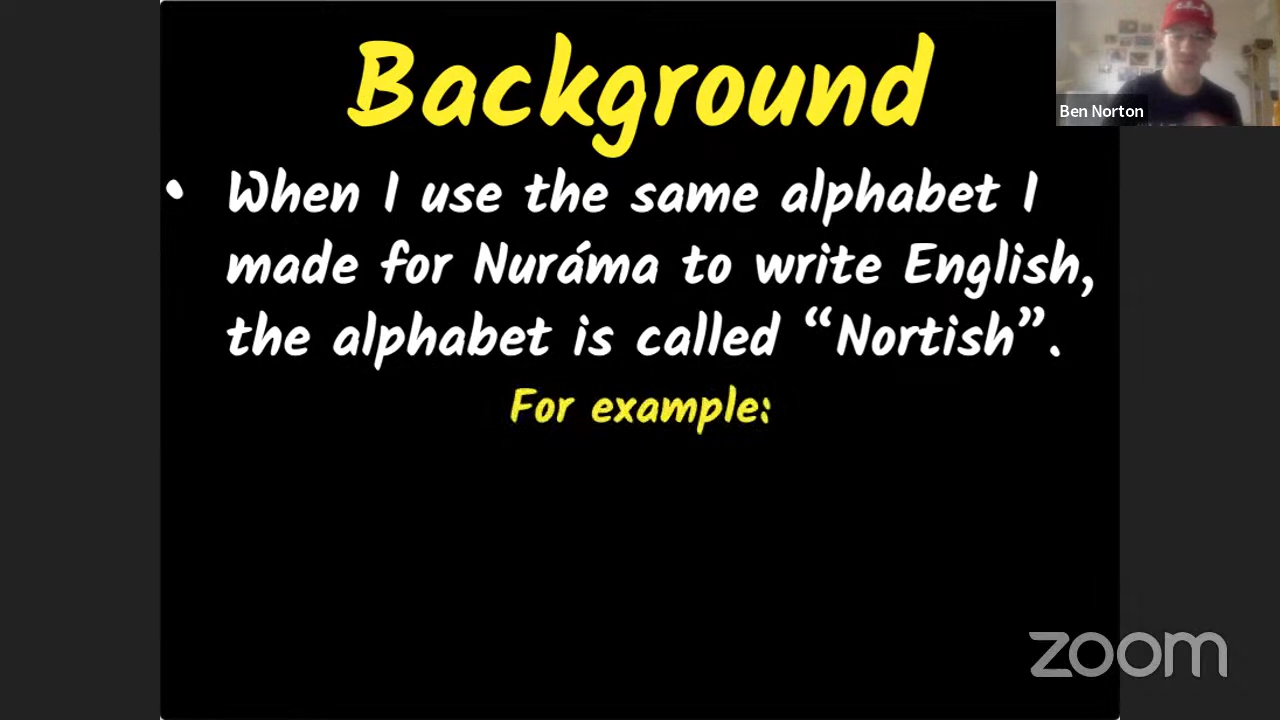 Background
Ben Norton
• When I use the same alphabet I
made for Nuráma to write English,
the alphabet is called “Nortish”.
For example:
zoom